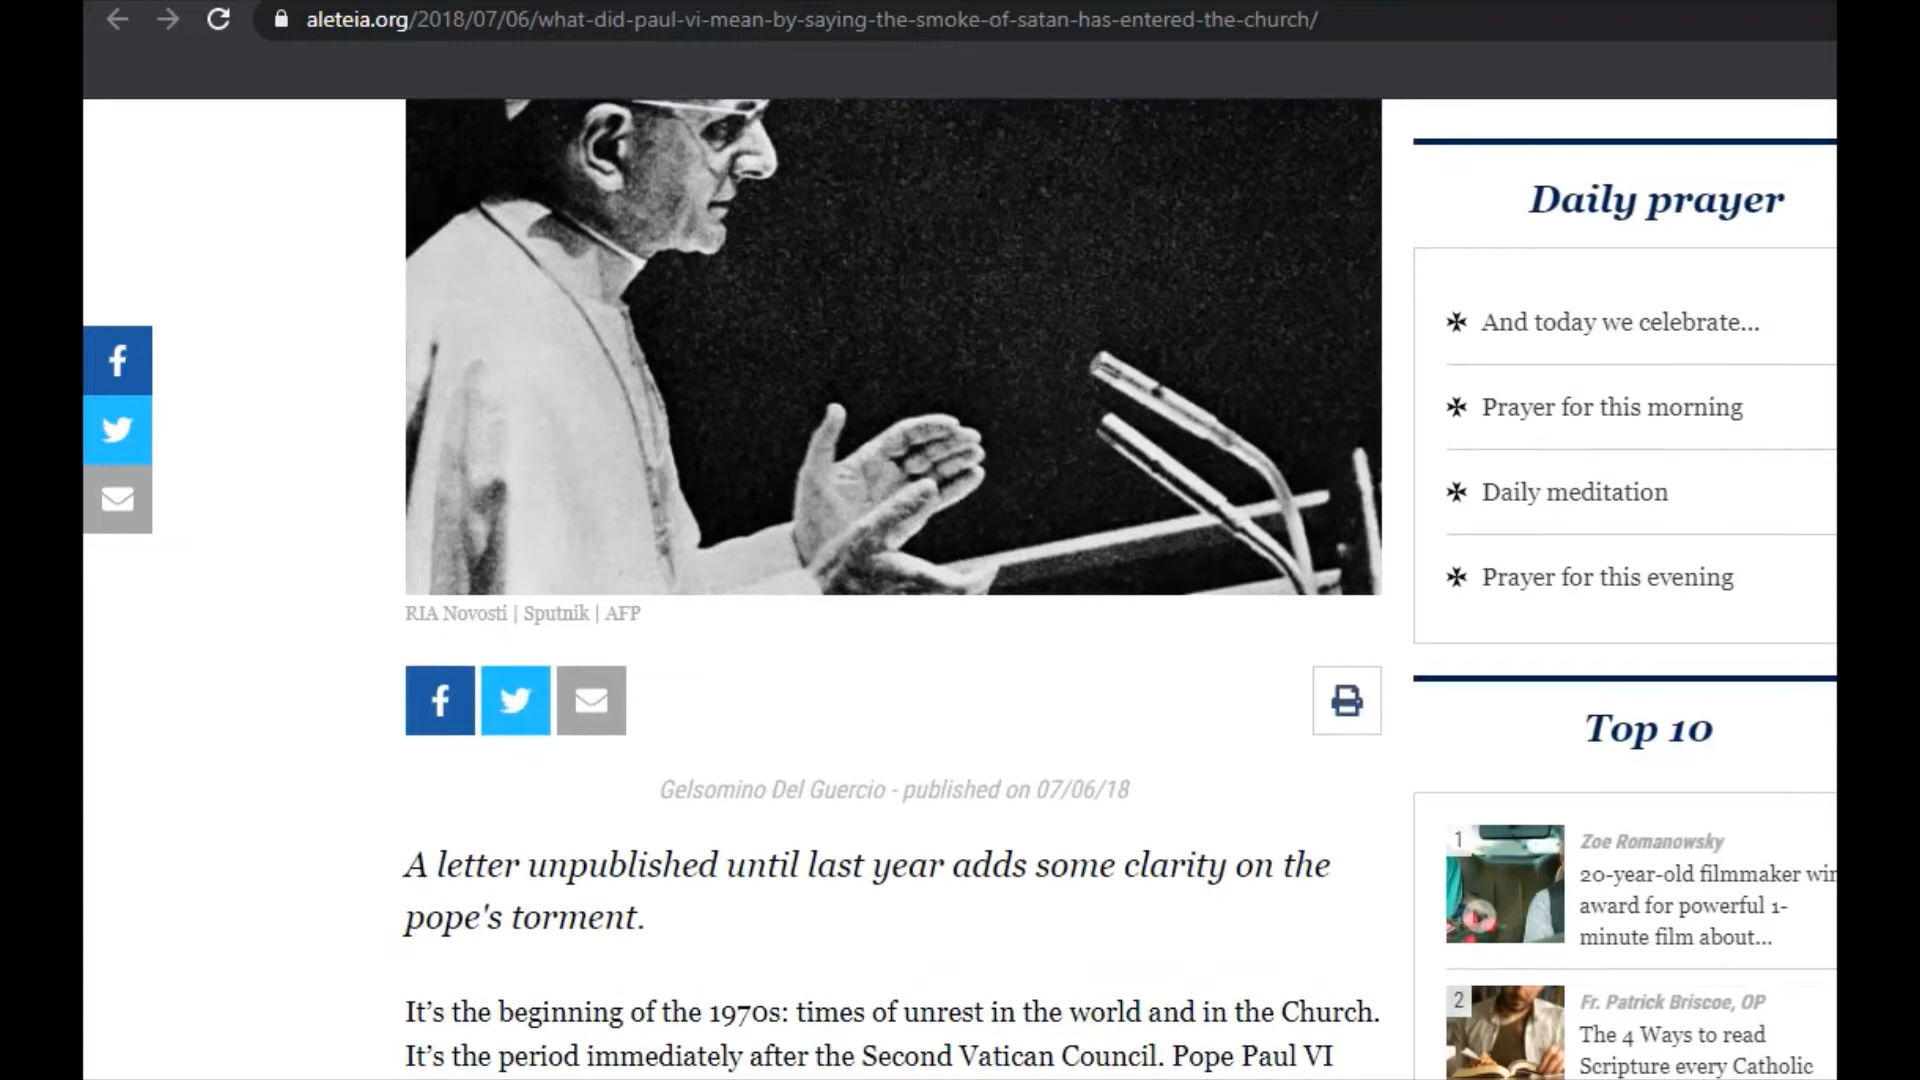 aleteia.org/2018/07/06/what-did-paul-vi-mean-by-saying-the-smoke-of-satan-has-entered-the-church/
RIA Novosti | Sputnik | AFP
Gelsomino Del Guercio - published on 07/06/18
A letter unpublished until last year adds some clarity on the
pope's torment.
It’s the beginning of the 1970s: times of unrest in the world and in the Church.
It’s the period immediately after the Second Vatican Council. Pope Paul VI
Daily prayer
And today we celebrate...
Prayer for this morning
Daily meditation
Prayer for this evening
Top 10
1
Zoe Romanowsky
20-year-old filmmaker win
award for powerful 1-
minute film about...
2
Fr. Patrick Briscoe, OP
The 4 Ways to read
Scripture every Catholic